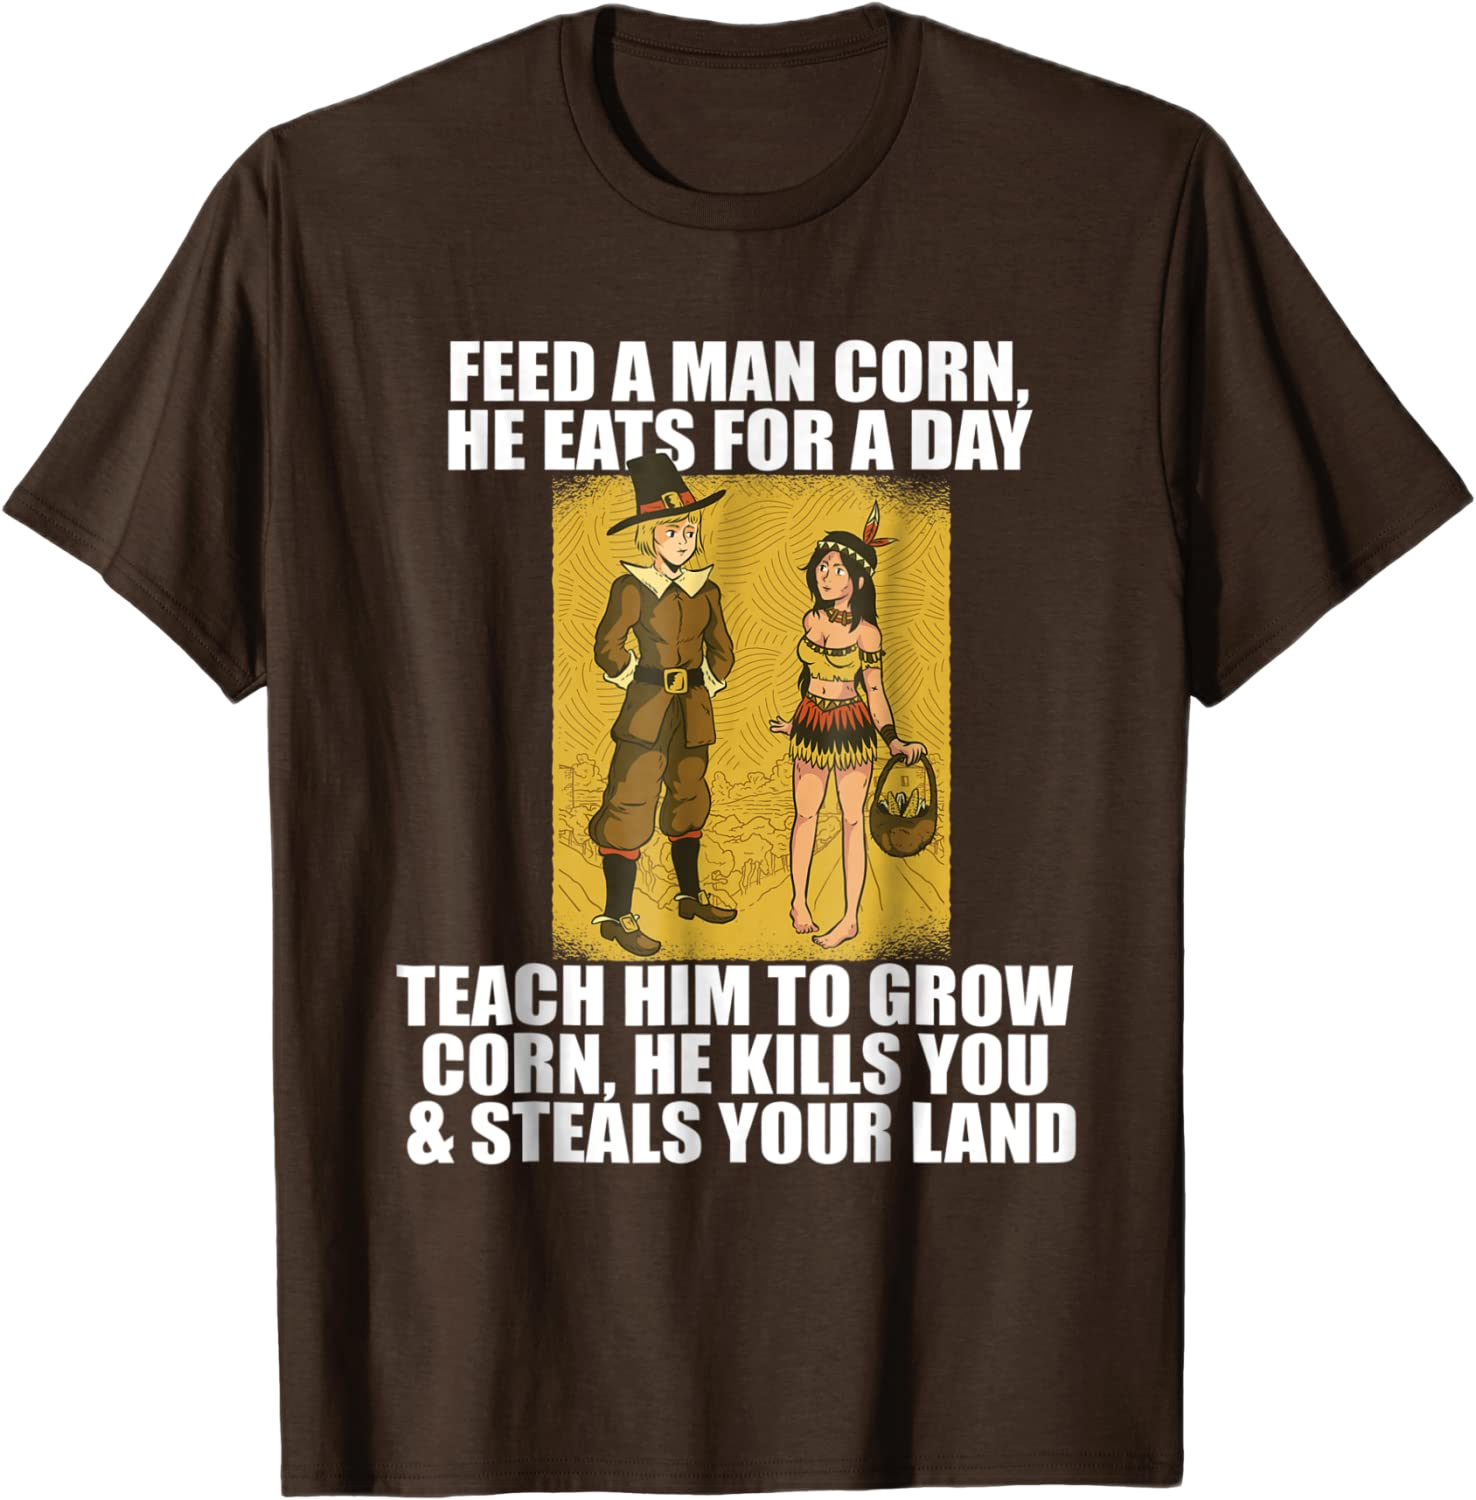 FEED A MAN CORN,
HE EATS FOR A DAY
TEACH HIM TO GROW
CORN, HE KILLS YOU
& STEALS YOUR LAND